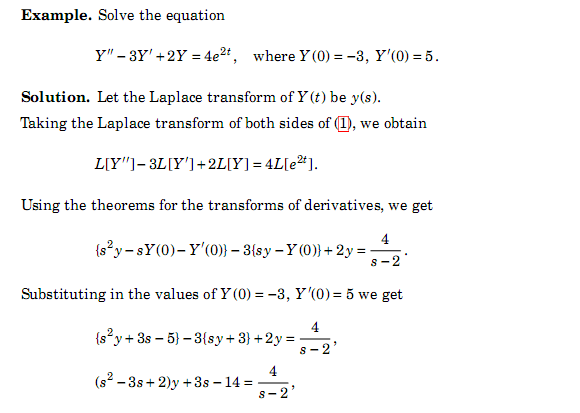 Example. Solve the equation
Y″ − 3Y′ + 2Y = 4e²ᵗ, where Y(0) = −3, Y′(0) = 5.
Solution. Let the Laplace transform of Y(t) be y(s).
Taking the Laplace transform of both sides of (1), we obtain
L[Y″] − 3L[Y′] + 2L[Y] = 4L[e²ᵗ].
Using the theorems for the transforms of derivatives, we get
{s²y − sY(0) − Y′(0)} − 3{sy − Y(0)} + 2y = 4/(s − 2).
Substituting in the values of Y(0) = −3, Y′(0) = 5 we get
{s²y + 3s − 5} − 3{sy + 3} + 2y = 4/(s − 2),
(s² − 3s + 2)y + 3s − 14 = 4/(s − 2),